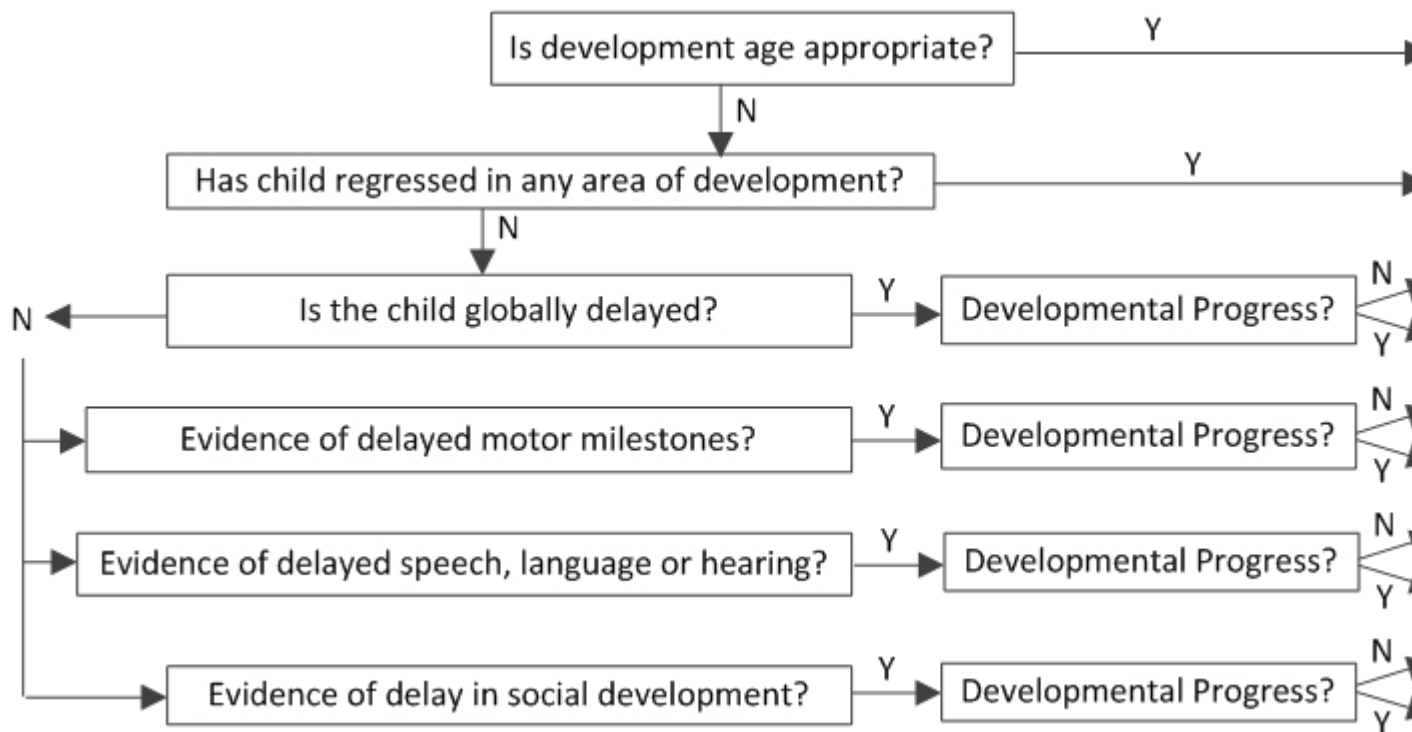 Is development age appropriate?
Y
N
Has child regressed in any area of development?
Y
N
Is the child globally delayed?
Y
Developmental Progress?
N
Y
N
Evidence of delayed motor milestones?
Y
Developmental Progress?
N
Y
Evidence of delayed speech, language or hearing?
Y
Developmental Progress?
N
Y
Evidence of delay in social development?
Y
Developmental Progress?
N
Y